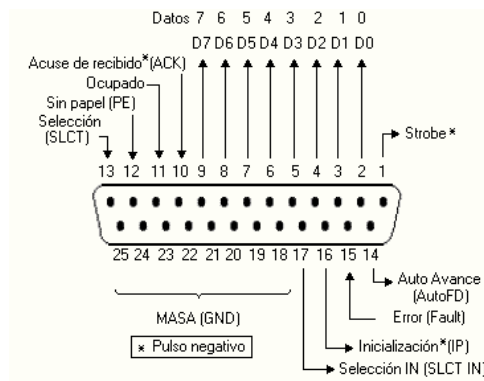 Datos 7 6 5 4 3 2 1 0
D7 D6 D5 D4 D3 D2 D1 D0
Acuse de recibido*(ACK)
Ocupado
Sin papel (PE)
Selección
(SLCT)
Strobe*
13 12 11 10 9 8 7 6 5 4 3 2 1
25 24 23 22 21 20 19 18 17 16 15 14
Auto Avance
(AutoFD)
Error (Fault)
MASA (GND)
* Pulso negativo
Inicialización*(IP)
Selección IN (SLCT IN)